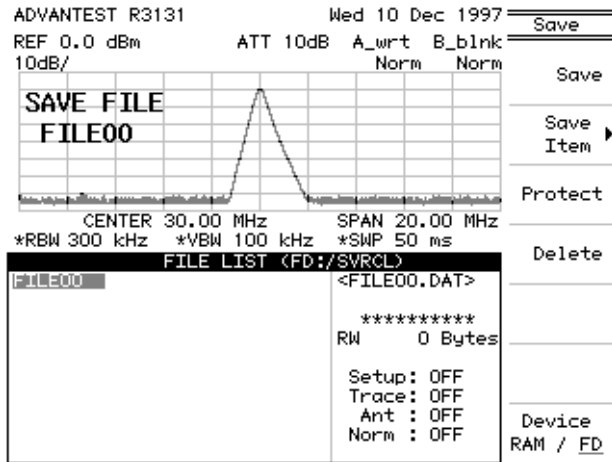 ADVANTEST R3131 Wed 10 Dec 1997
REF 0.0 dBm ATT 10dB A_wrt B_blnk
10dB/ Norm Norm
SAVE FILE
FILE00
CENTER 30.00 MHz SPAN 20.00 MHz
*RBW 300 kHz *VBW 100 kHz *SWP 50 ms
FILE LIST (FD:/SVRCL)
FILE00
<FILE00.DAT>
**********
RW 0 Bytes
Setup: OFF
Trace: OFF
Ant : OFF
Norm : OFF
Save
Save
Save
Item
Protect
Delete
Device
RAM / FD